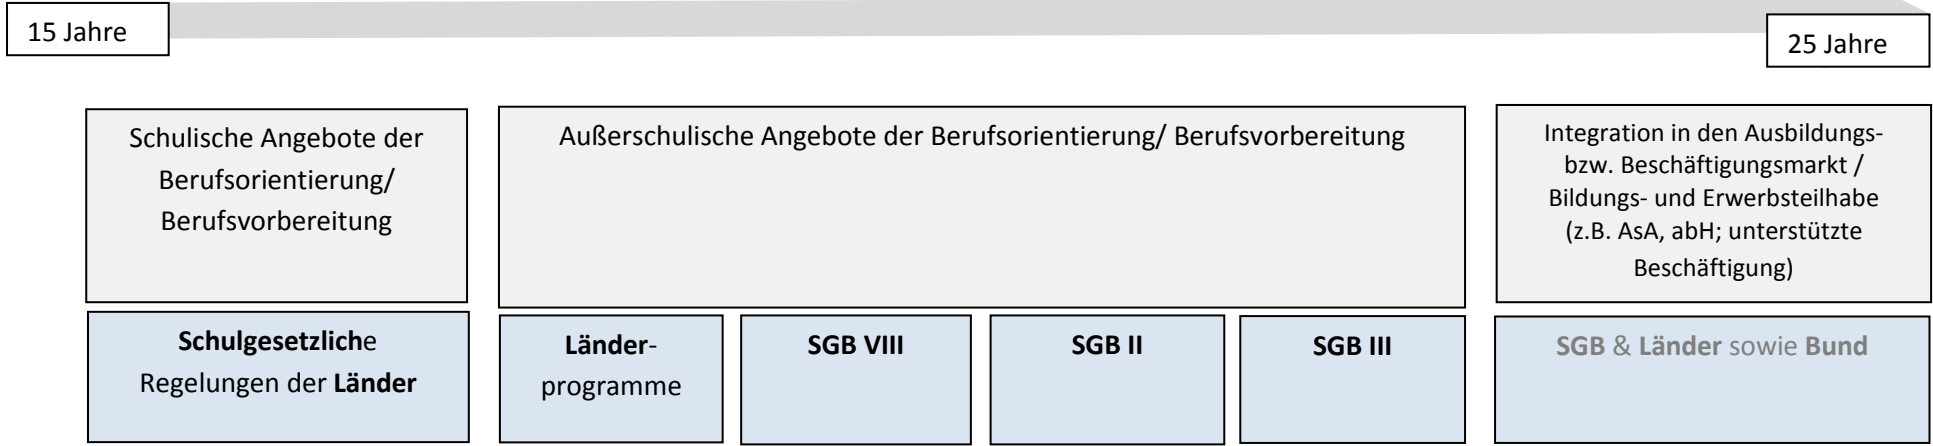 15 Jahre
25 Jahre
Schulische Angebote der
Berufsorientierung/
Berufsvorbereitung
Außerschulische Angebote der Berufsorientierung/ Berufsvorbereitung
Integration in den Ausbildungs-
bzw. Beschäftigungsmarkt /
Bildungs- und Erwerbsteilhabe
(z.B. AsA, abH; unterstützte
Beschäftigung)
Schulgesetzliche
Regelungen der Länder
Länder-
programme
SGB VIII
SGB II
SGB III
SGB & Länder sowie Bund